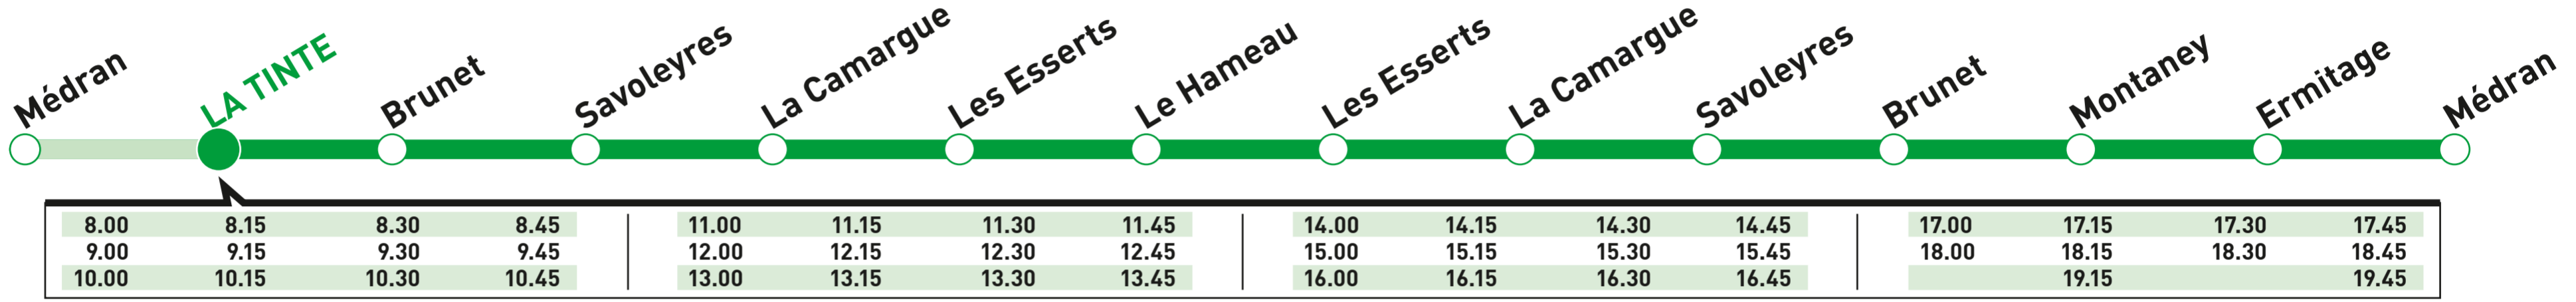 Médran
LA TINTE
Brunet
Savoleyres
La Camargue
Les Esserts
Le Hameau
Les Esserts
La Camargue
Savoleyres
Brunet
Montaney
Ermitage
Médran
8.00 8.15 8.30 8.45
9.00 9.15 9.30 9.45
10.00 10.15 10.30 10.45
11.00 11.15 11.30 11.45
12.00 12.15 12.30 12.45
13.00 13.15 13.30 13.45
14.00 14.15 14.30 14.45
15.00 15.15 15.30 15.45
16.00 16.15 16.30 16.45
17.00 17.15 17.30 17.45
18.00 18.15 18.30 18.45
19.15 19.45